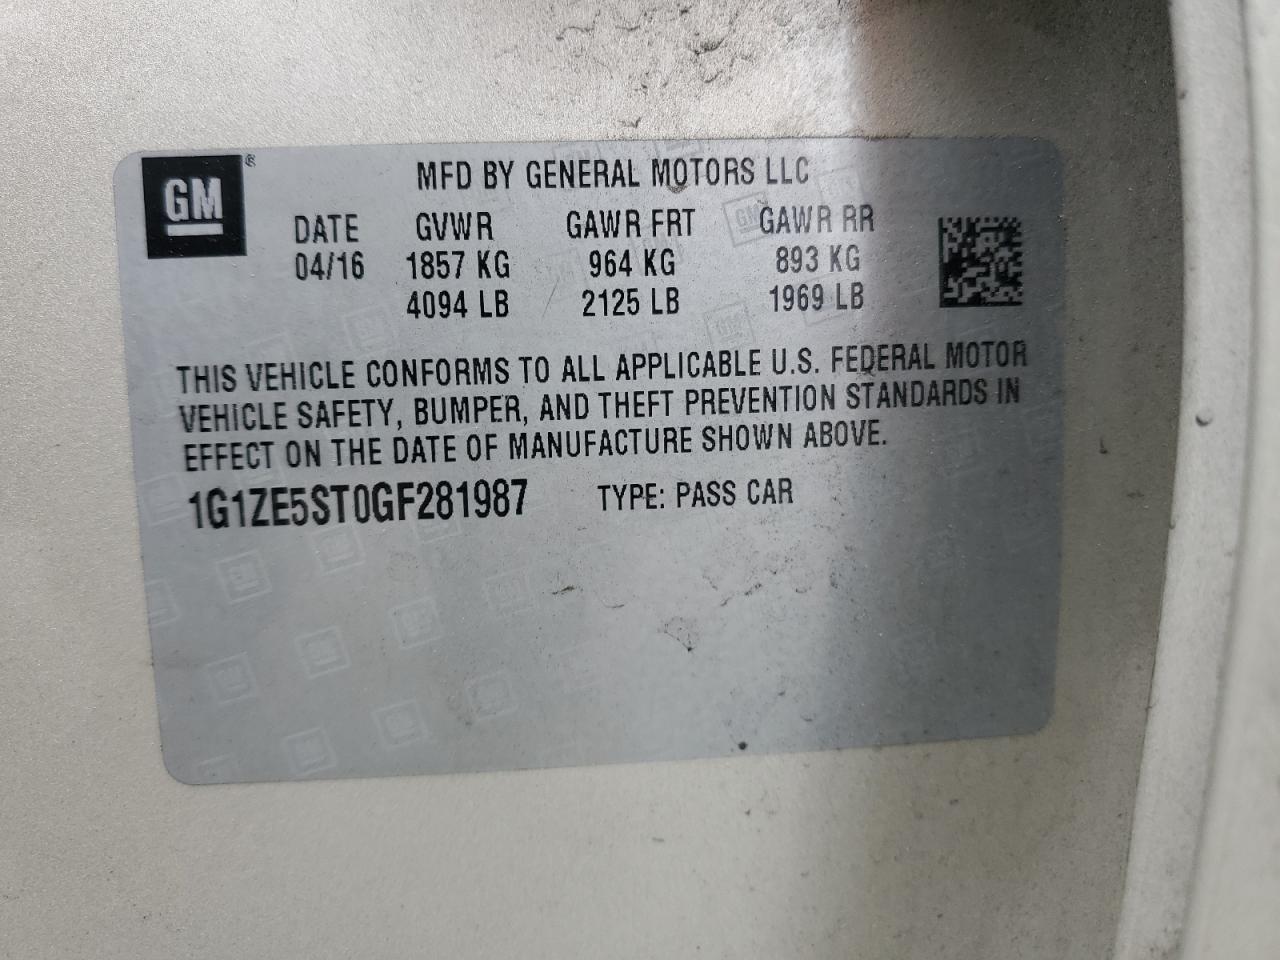 GM ®
MFD BY GENERAL MOTORS LLC
DATE GVWR GAWR FRT GAWR RR
04/16 1857 KG 964 KG 893 KG
4094 LB 2125 LB 1969 LB
THIS VEHICLE CONFORMS TO ALL APPLICABLE U.S. FEDERAL MOTOR
VEHICLE SAFETY, BUMPER, AND THEFT PREVENTION STANDARDS IN
EFFECT ON THE DATE OF MANUFACTURE SHOWN ABOVE.
1G1ZE5ST0GF281987 TYPE: PASS CAR